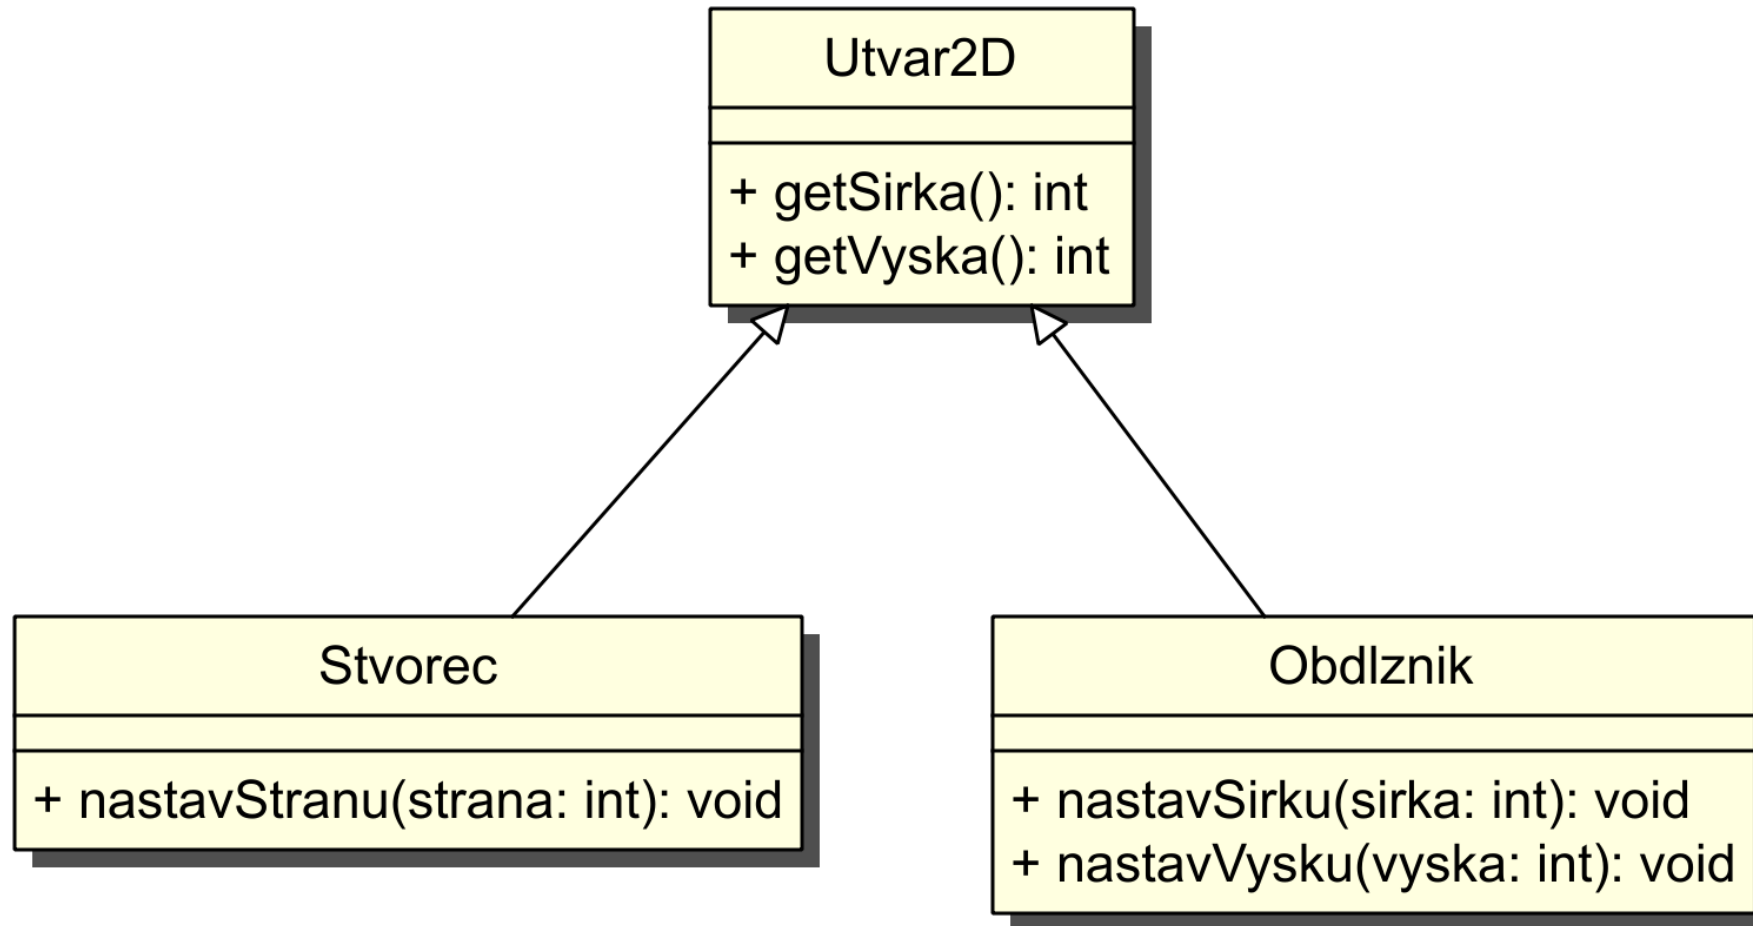 Utvar2D
+ getSirka(): int
+ getVyska(): int
Stvorec
+ nastavStranu(strana: int): void
Obdlznik
+ nastavSirku(sirka: int): void
+ nastavVysku(vyska: int): void